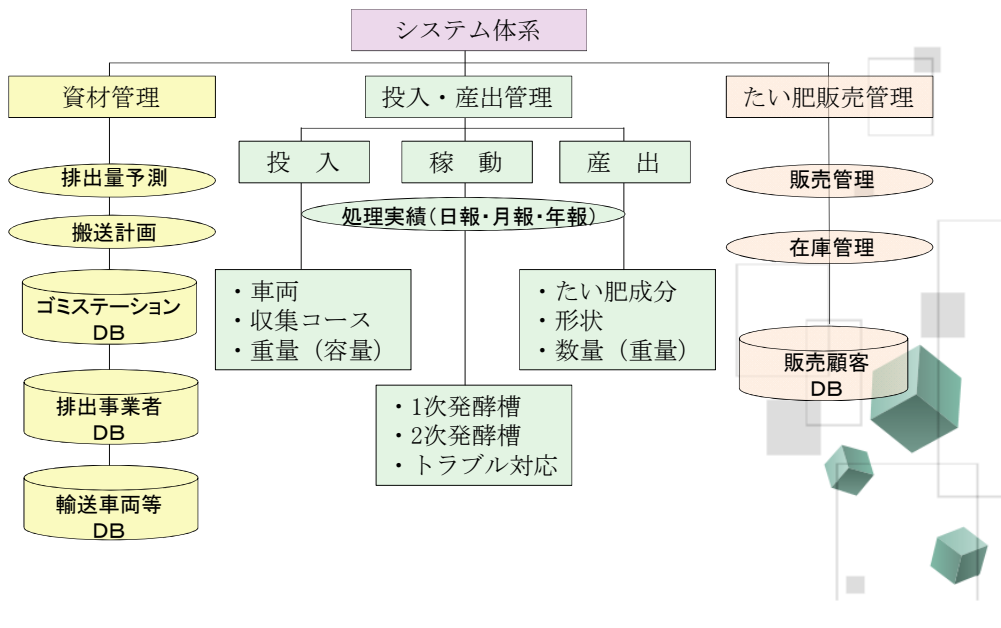 システム体系
資材管理
投入・産出管理
たい肥販売管理
投　入
稼　動
産　出
排出量予測
販売管理
処理実績（日報・月報・年報）
搬送計画
在庫管理
ゴミステーション
ＤＢ
・車両
・収集コース
・重量（容量）
・たい肥成分
・形状
・数量（重量）
販売顧客
ＤＢ
排出事業者
ＤＢ
・1次発酵槽
・2次発酵槽
・トラブル対応
輸送車両等
ＤＢ